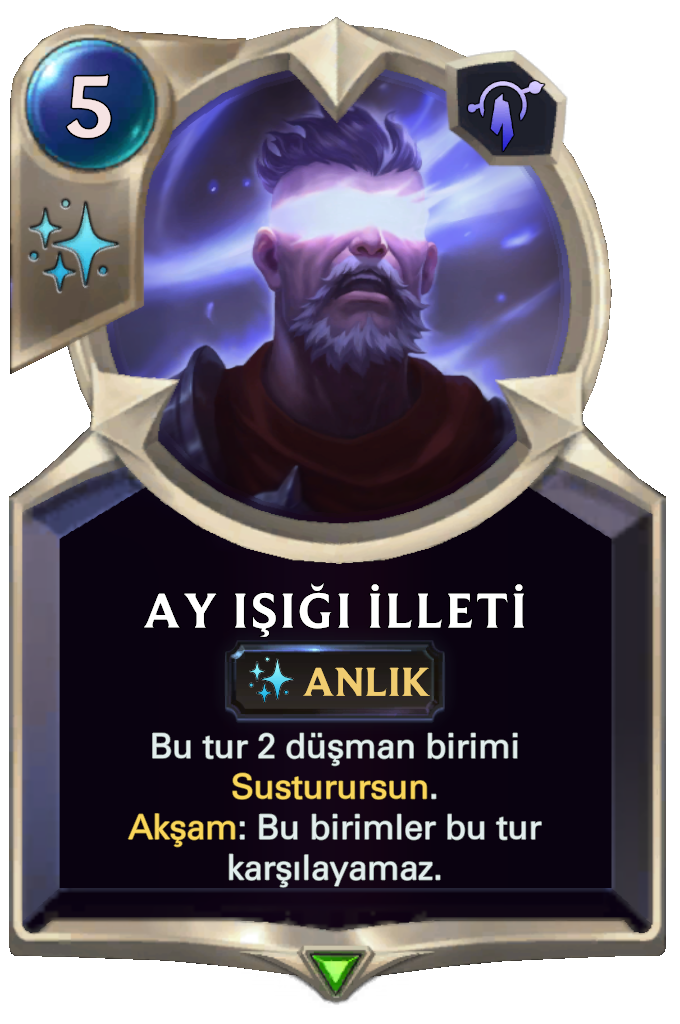 5
AY IŞIĞI İLLETİ
ANLIK
Bu tur 2 düşman birimi
Susturursun.
Akşam: Bu birimler bu tur
karşılayamaz.